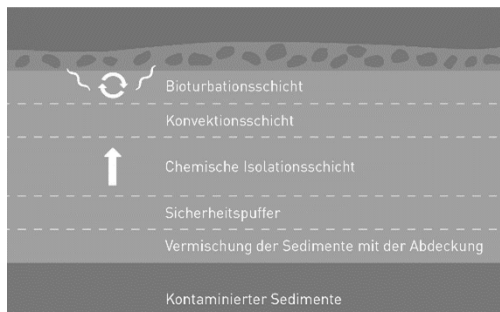 Bioturbationsschicht
Konvektionsschicht
Chemische Isolationsschicht
Sicherheitspuffer
Vermischung der Sedimente mit der Abdeckung
Kontaminierter Sedimente